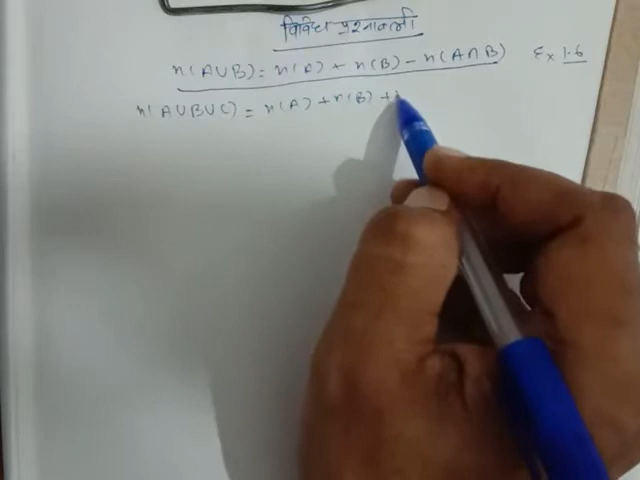 विविध प्रश्नावली
n(A∪B) = n(A) + n(B) - n(A∩B) Ex 1.6
n(A∪B∪C) = n(A) + n(B) +